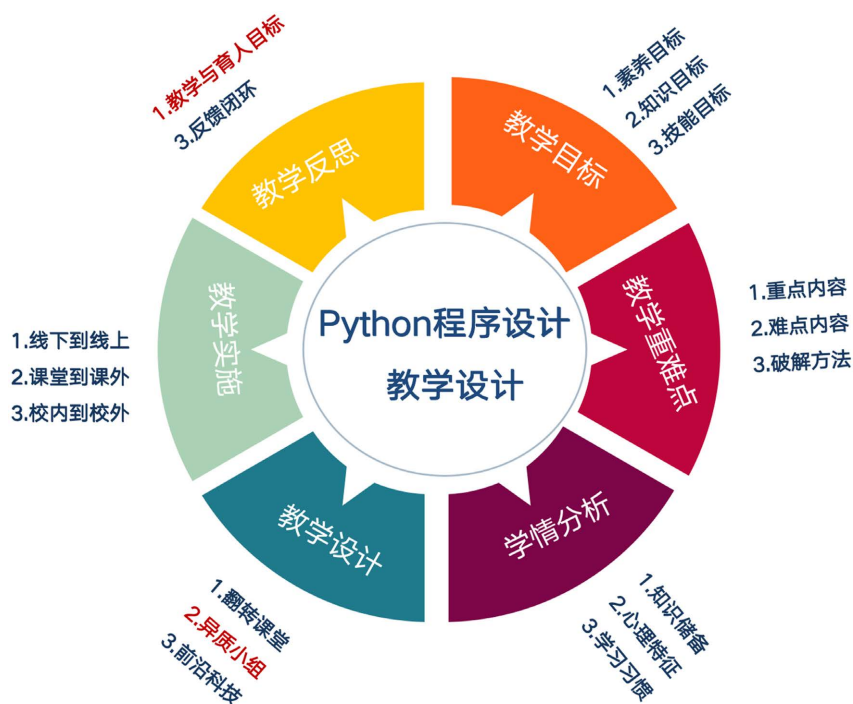 Python程序设计
教学设计
教学目标
1.素养目标
2.知识目标
3.技能目标
教学重难点
1.重点内容
2.难点内容
3.破解方法
学情分析
1.知识储备
2.心理特征
3.学习习惯
教学设计
1.翻转课堂
2.异质小组
3.前沿科技
教学实施
1.线下到线上
2.课堂到课外
3.校内到校外
教学反思
1.教学与育人目标
3.反馈闭环